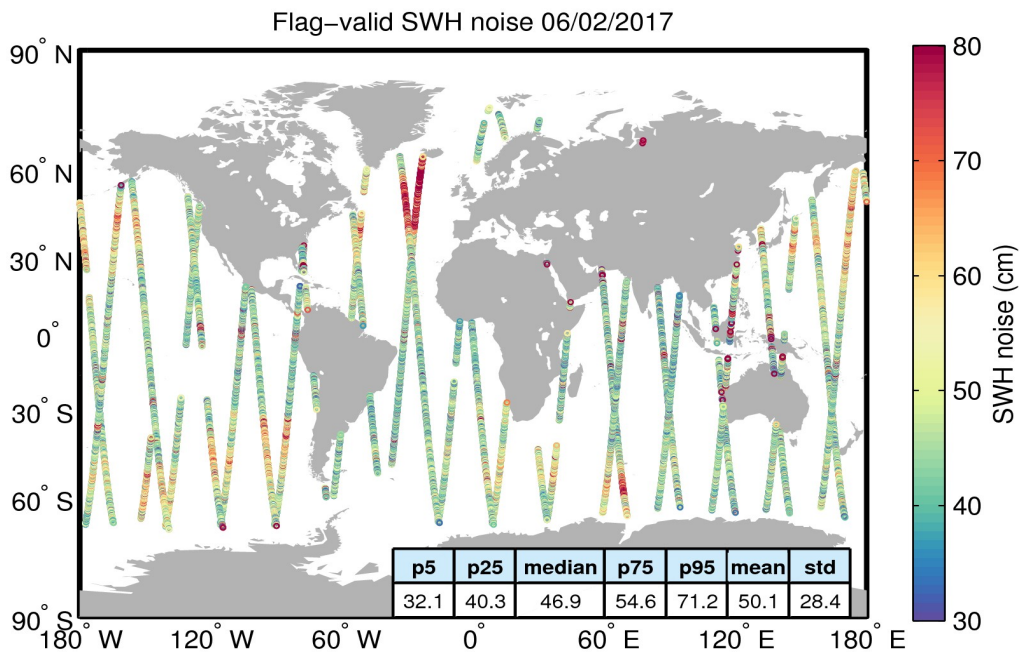 Flag−valid SWH noise 06/02/2017
90° N
60° N
30° N
0°
30° S
60° S
90° S
180° W
120° W
60° W
0°
60° E
120° E
180° E
80
70
60
50
40
30
SWH noise (cm)
p5 p25 median p75 p95 mean std
32.1 40.3 46.9 54.6 71.2 50.1 28.4